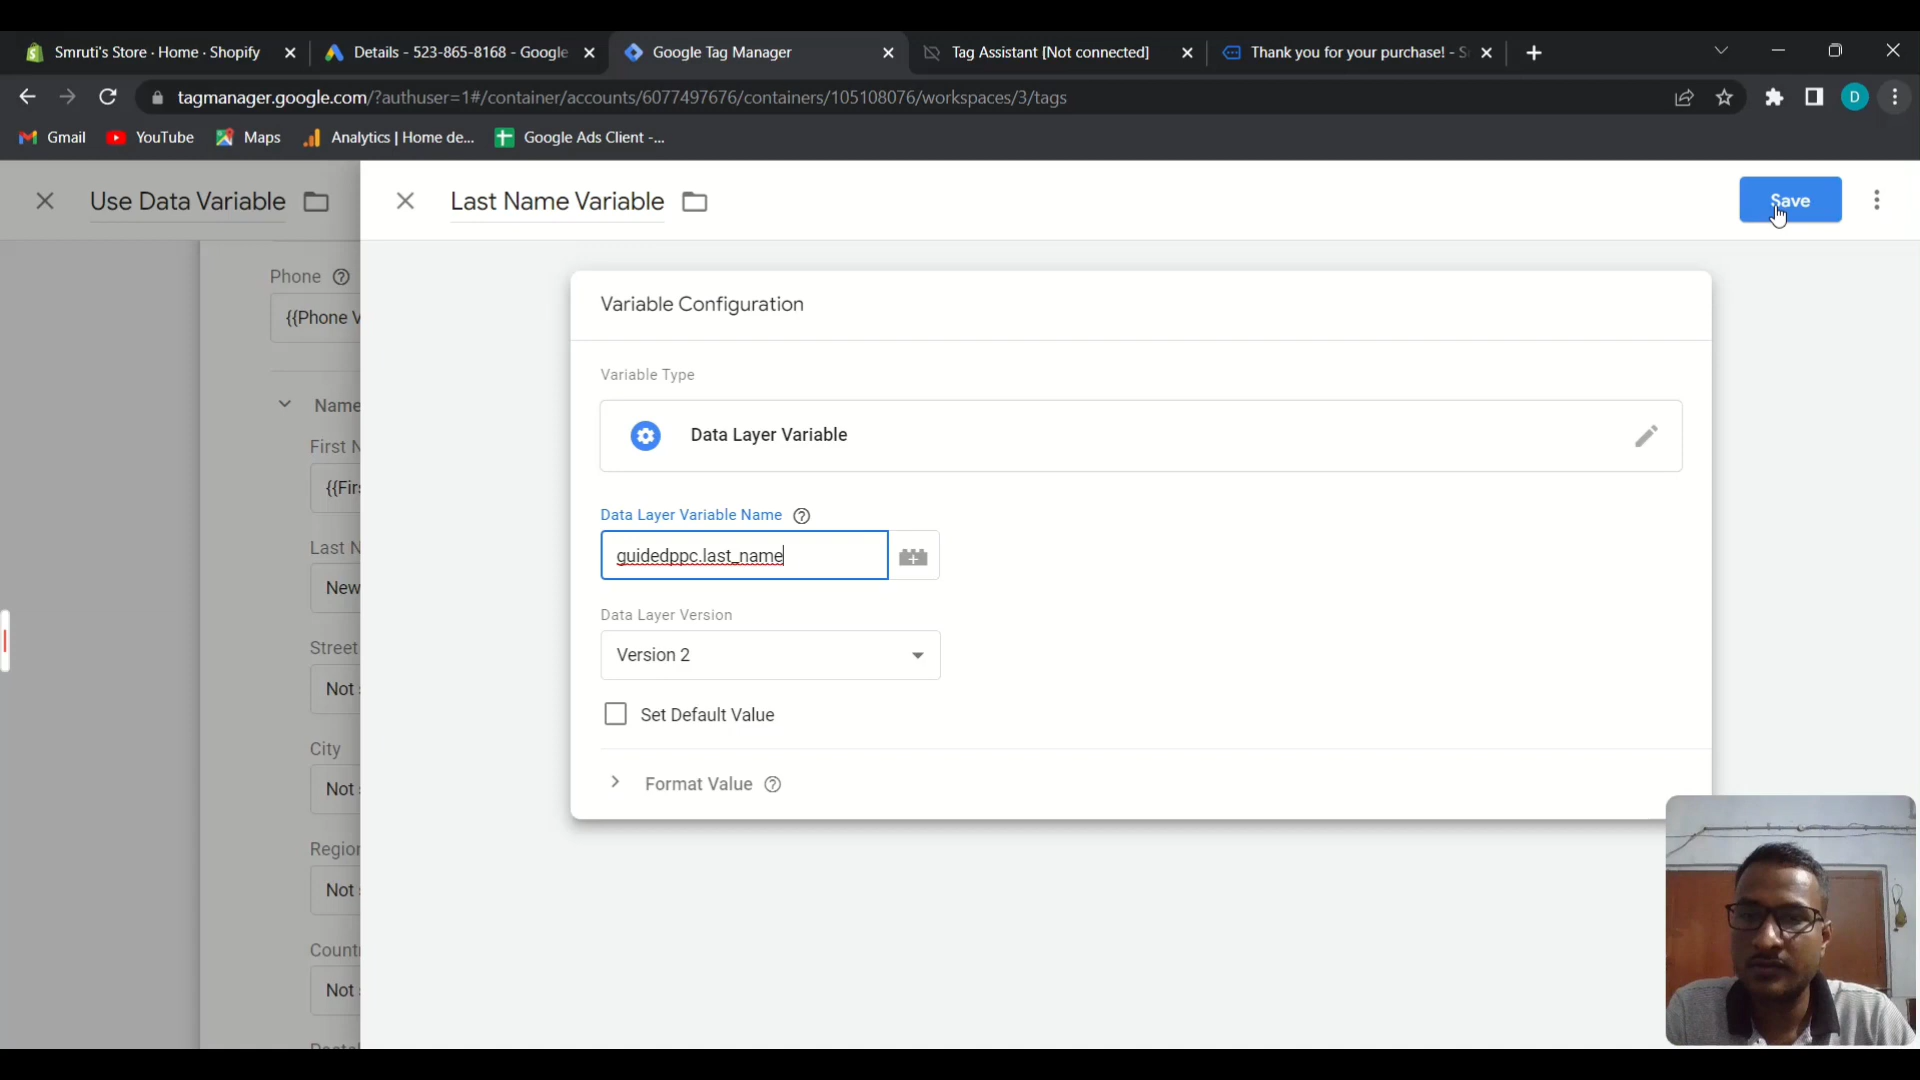 Smruti's Store · Home · Shopify
Details - 523-865-8168 - Google
Google Tag Manager
Tag Assistant [Not connected]
Thank you for your purchase! - S
tagmanager.google.com/?authuser=1#/container/accounts/6077497676/containers/105108076/workspaces/3/tags
D
Gmail
YouTube
Maps
Analytics | Home de...
Google Ads Client -...
Use Data Variable
Last Name Variable
Save
Phone
{{Phone V
Name
First N
{{Firs
Last N
New
Street
Not
City
Not
Region
Not
Count
Not
Variable Configuration
Variable Type
Data Layer Variable
Data Layer Variable Name
guidedppc.last_name
Data Layer Version
Version 2
Set Default Value
Format Value